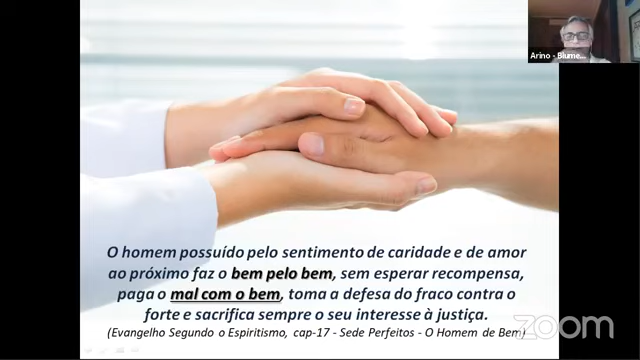 Arino - Blume...
O homem possuído pelo sentimento de caridade e de amor
ao próximo faz o bem pelo bem, sem esperar recompensa,
paga o mal com o bem, toma a defesa do fraco contra o
forte e sacrifica sempre o seu interesse à justiça.
(Evangelho Segundo o Espiritismo, cap-17 - Sede Perfeitos - O Homem de Bem)
zoom